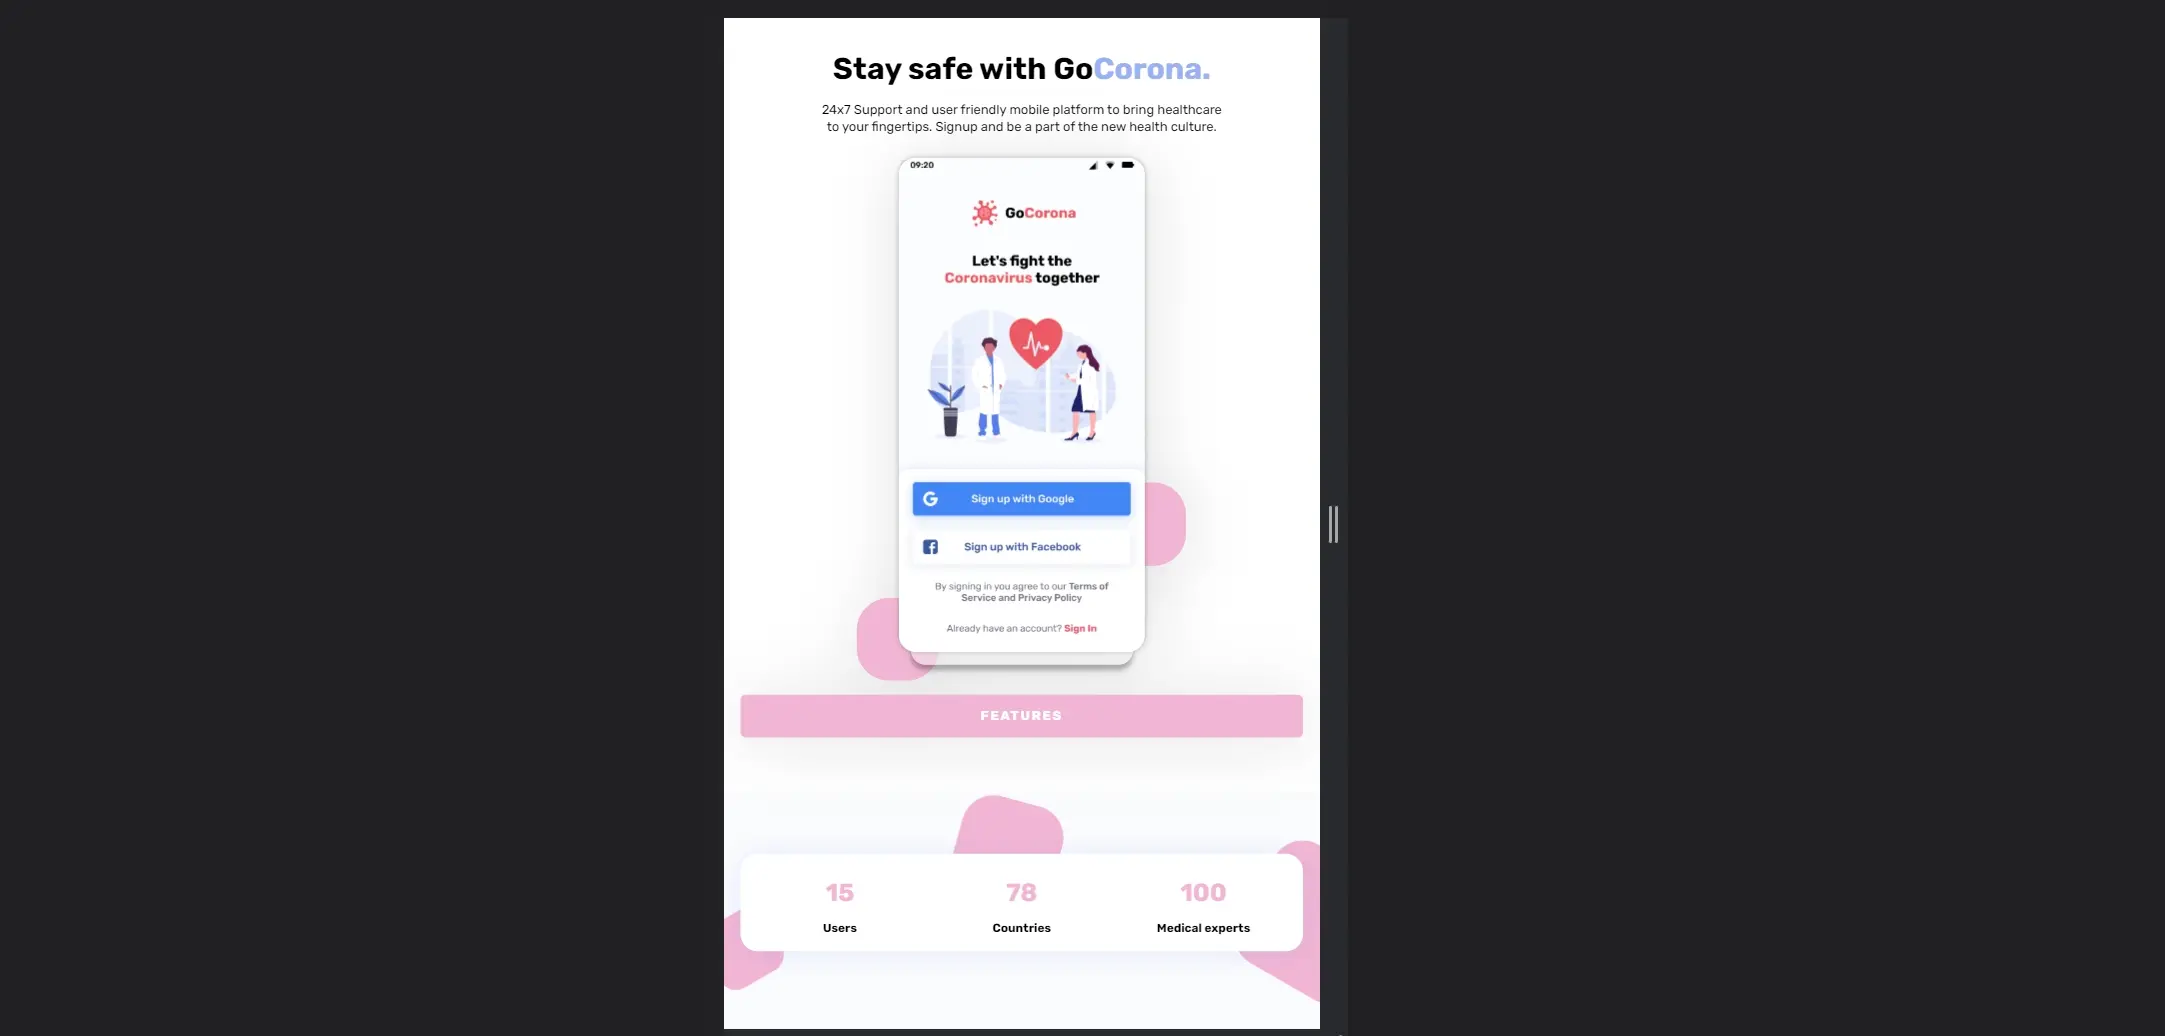 Stay safe with GoCorona.
24x7 Support and user friendly mobile platform to bring healthcare
to your fingertips. Signup and be a part of the new health culture.
09:20
GoCorona
Let's fight the
Coronavirus together
Sign up with Google
Sign up with Facebook
By signing in you agree to our Terms of
Service and Privacy Policy
Already have an account? Sign In
FEATURES
15
Users
78
Countries
100
Medical experts